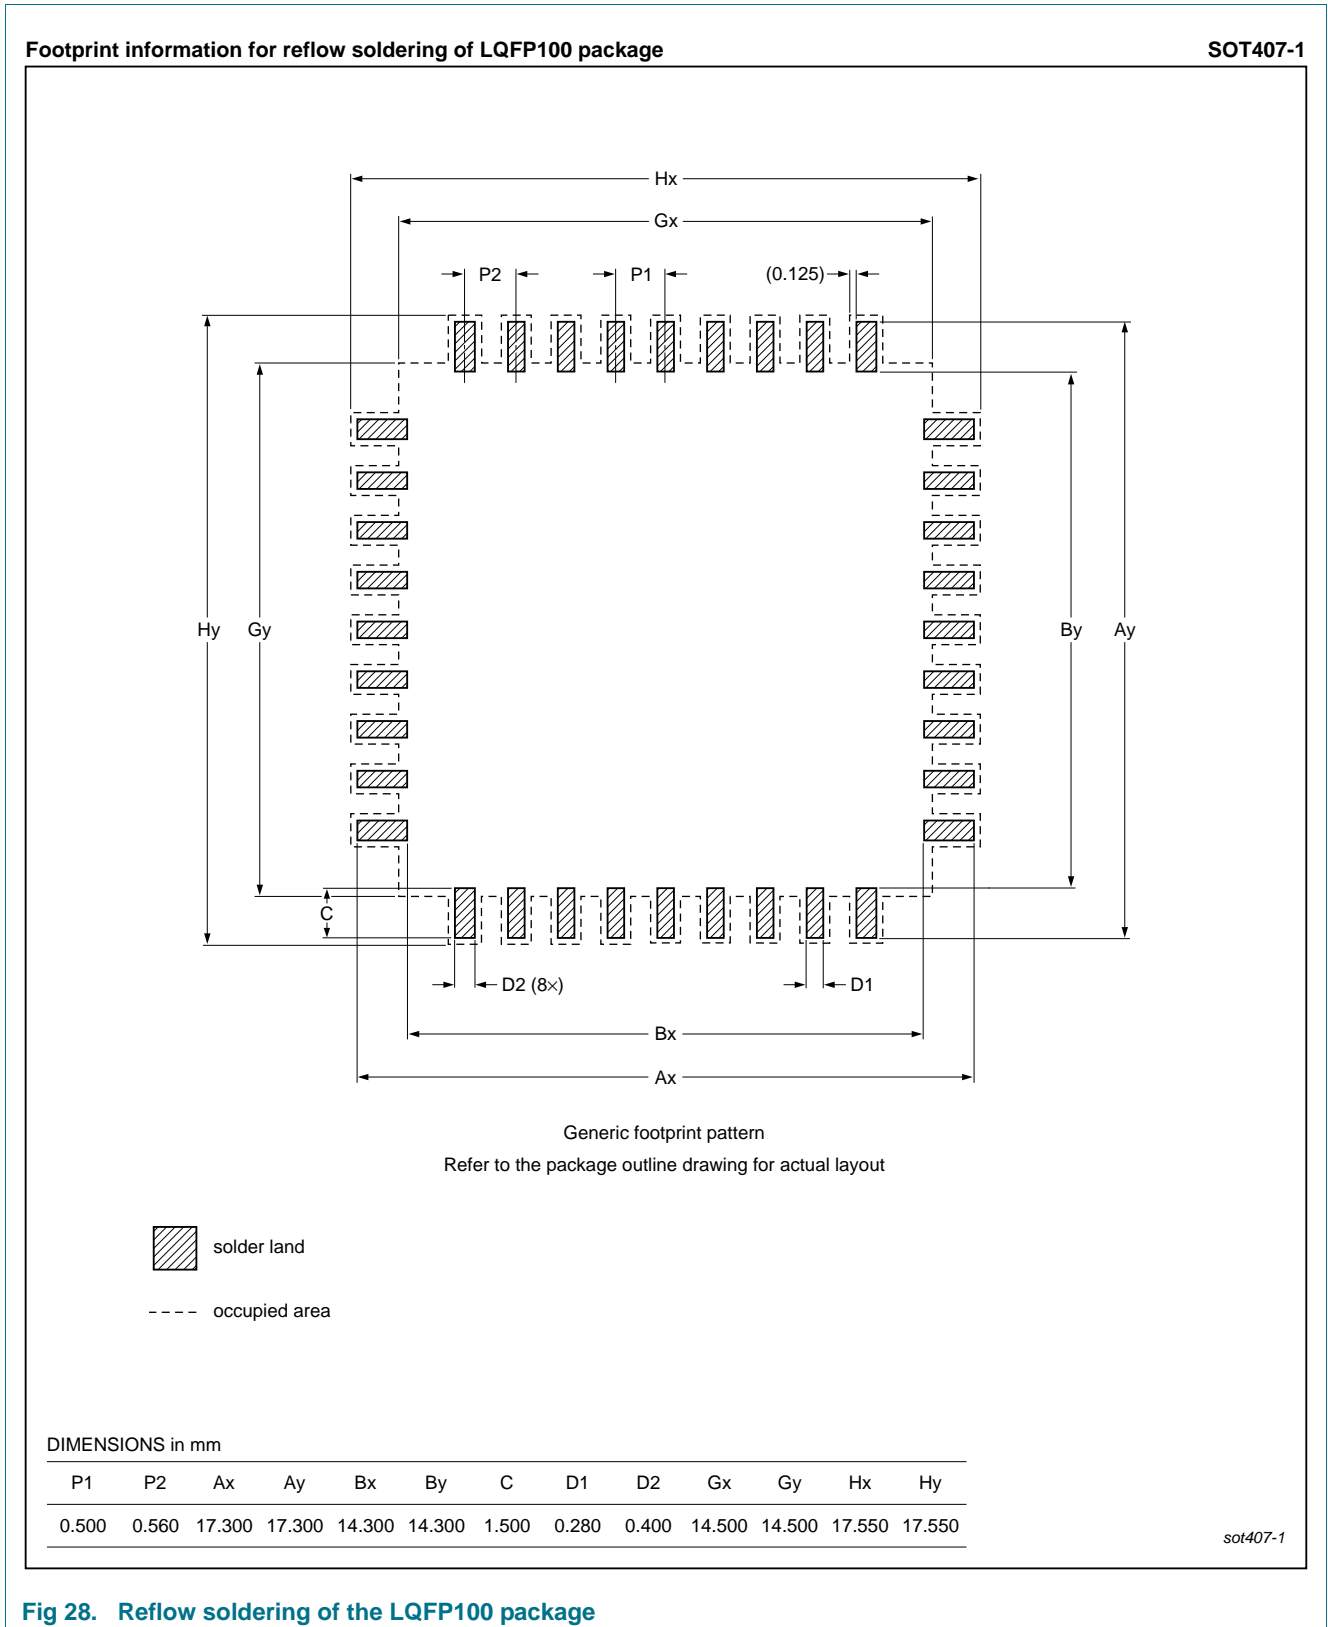 Footprint information for reflow soldering of LQFP100 package SOT407-1
Hx
Gx
P2 P1 (0.125)
Hy Gy By Ay
C
D2 (8×) D1
Bx
Ax
Generic footprint pattern
Refer to the package outline drawing for actual layout
solder land
occupied area
DIMENSIONS in mm
P1 P2 Ax Ay Bx By C D1 D2 Gx Gy Hx Hy
0.500 0.560 17.300 17.300 14.300 14.300 1.500 0.280 0.400 14.500 14.500 17.550 17.550
sot407-1
Fig 28. Reflow soldering of the LQFP100 package